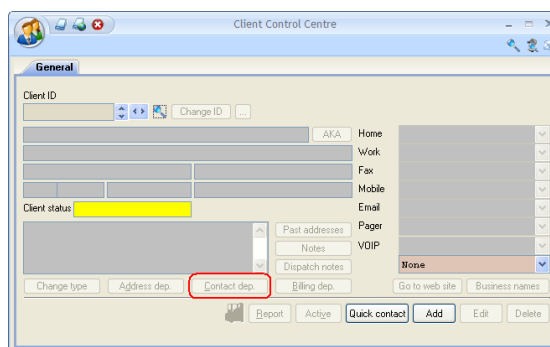 Client Control Centre
General
Client ID
Change ID ...
AKA Home
Work
Fax
Mobile
Client status Email
Past addresses Pager
Notes VOIP
Dispatch notes None
Change type Address dep. Contact dep. Billing dep. Go to web site Business names
Report Active Quick contact Add Edit Delete